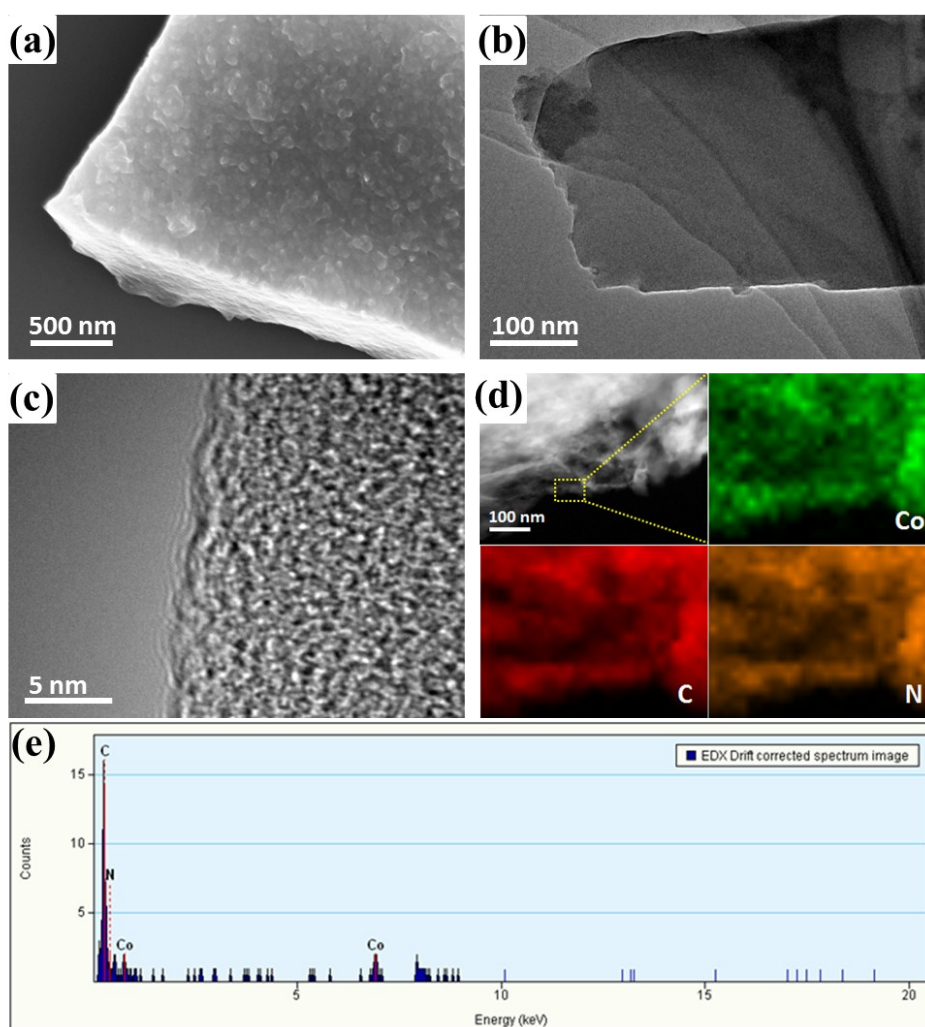 (a)
500 nm
(b)
100 nm
(c)
5 nm
(d)
100 nm
Co
C
N
(e)
EDX Drift corrected spectrum image
C
N
Co
Co
15
10
5
Counts
5
10
15
20
Energy (keV)